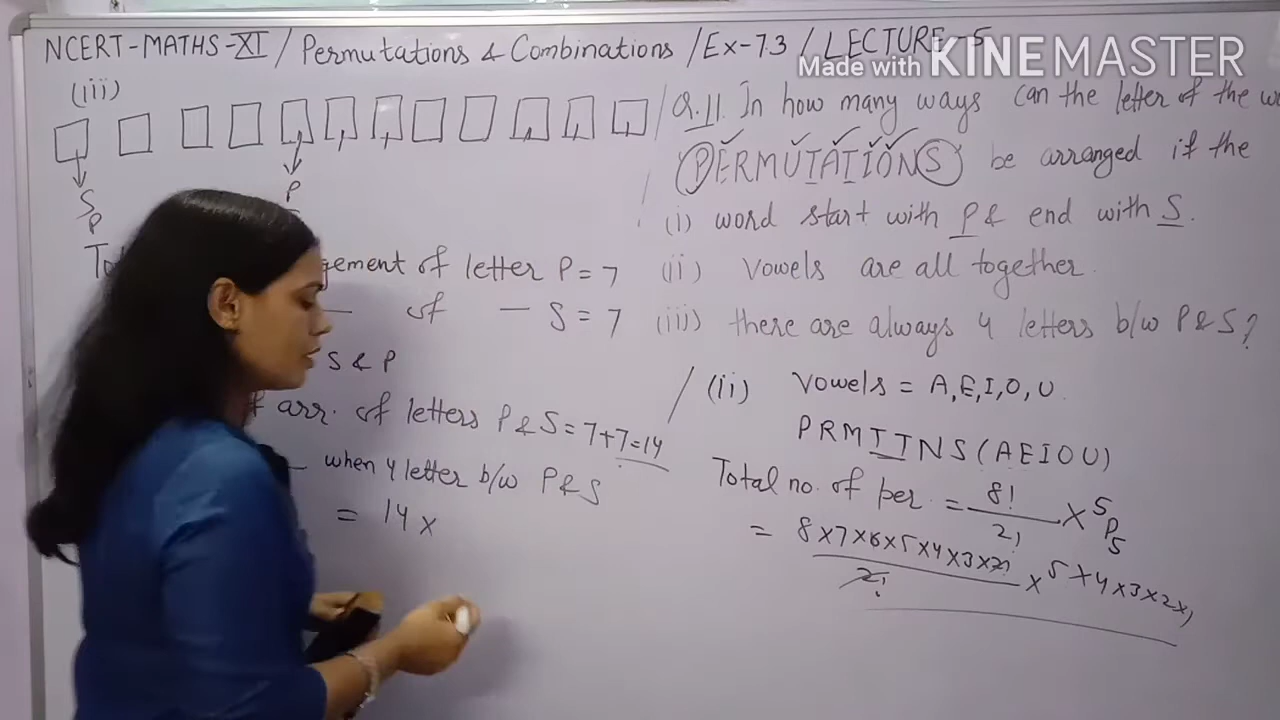 NCERT-MATHS-XI / Permutations & Combinations / Ex-7.3 / LECTURE-5
Made with KINEMASTER
(iii)
S
P
P
gement of letter P = 7
— of — S = 7
S & P
arr. of letters P & S = 7+7=14
— when 4 letter b/w P & S
= 14 x
Q.11. In how many ways can the letter of the
PERMUTATIONS be arranged if the
(i) word start with P & end with S.
(ii) Vowels are all together.
(iii) there are always 4 letters b/w P & S?
(ii) Vowels = A, E, I, O, U
PRMTTNS (AEIOU)
Total no. of per. = 8!/2! × ⁵P₅
= 8×7×6×5×4×3×2!/2! × 5×4×3×2×1